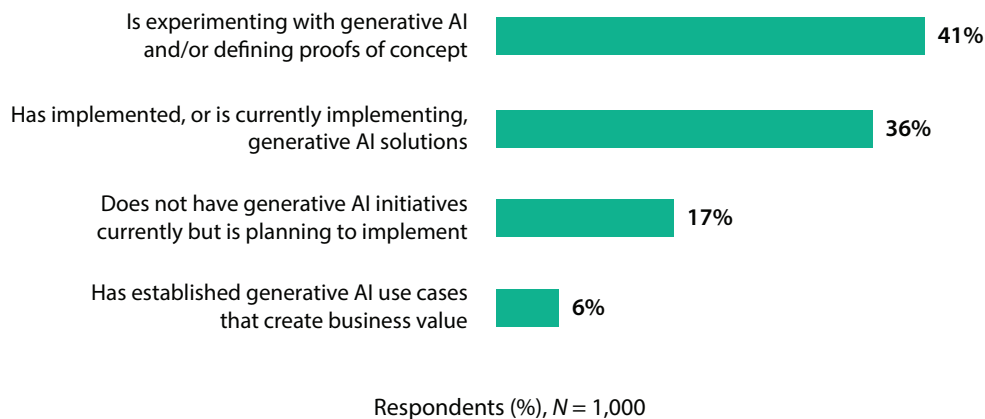 Is experimenting with generative AI
and/or defining proofs of concept
41%
Has implemented, or is currently implementing,
generative AI solutions
36%
Does not have generative AI initiatives
currently but is planning to implement
17%
Has established generative AI use cases
that create business value
6%
Respondents (%), N = 1,000